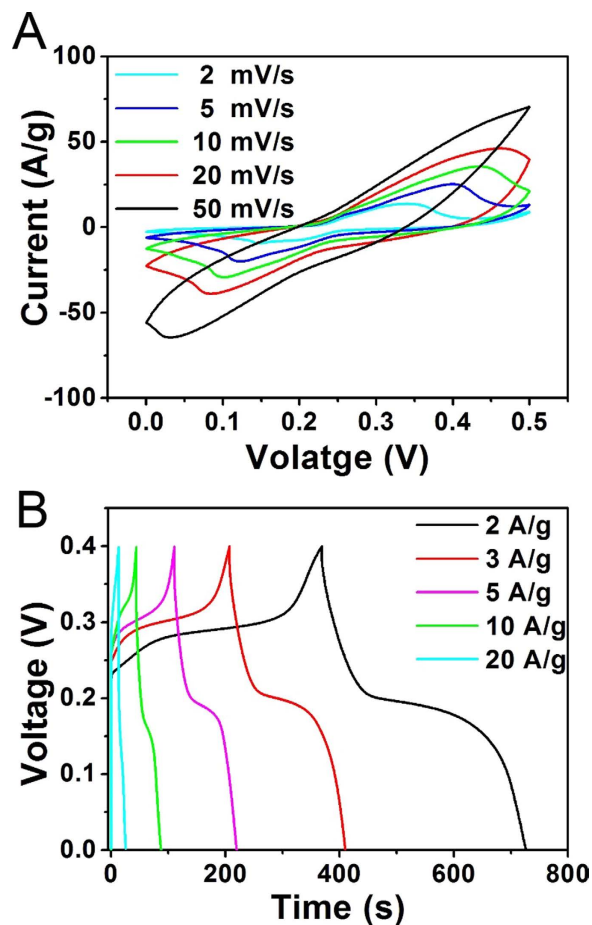 A
100
2 mV/s
5 mV/s
10 mV/s
20 mV/s
50 mV/s
50
0
-50
-100
Current (A/g)
0.0 0.1 0.2 0.3 0.4 0.5
Volatge (V)
B
2 A/g
3 A/g
5 A/g
10 A/g
20 A/g
0.4
0.3
0.2
0.1
0.0
Voltage (V)
0 200 400 600 800
Time (s)